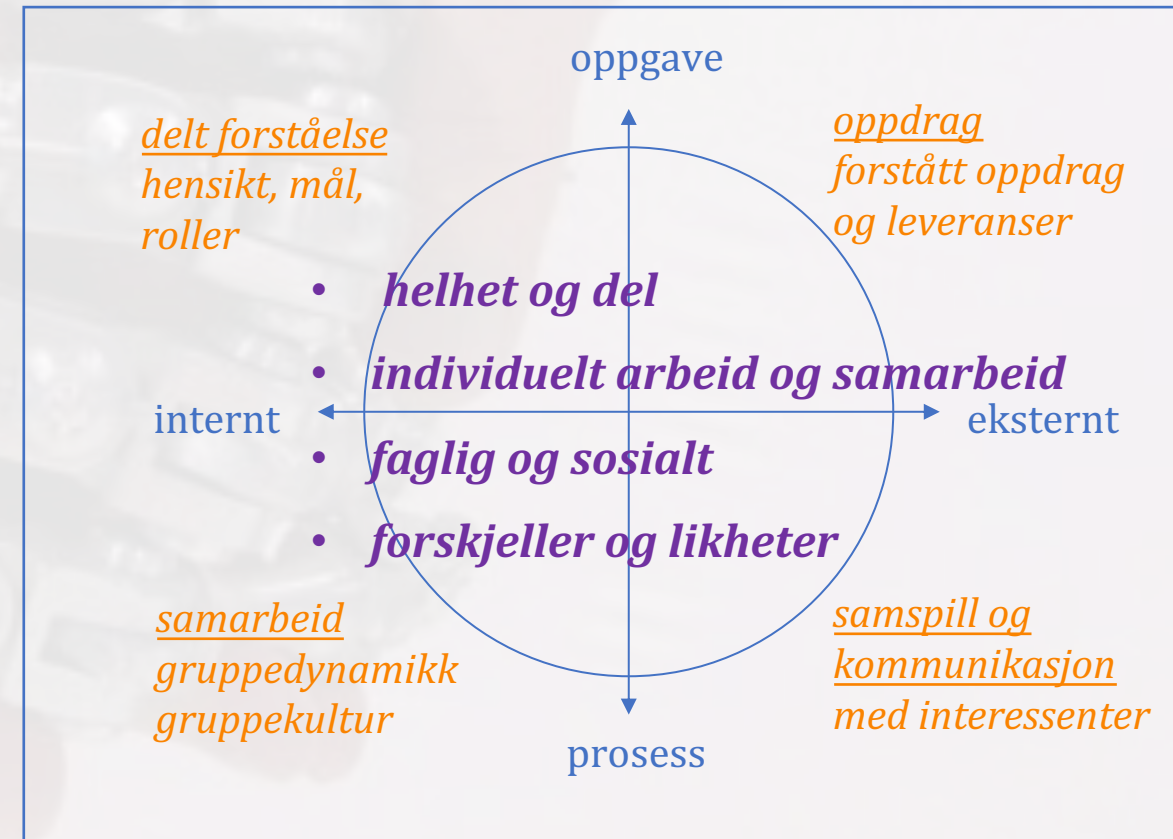 oppgave
delt forståelse
hensikt, mål,
roller
oppdrag
forstått oppdrag
og leveranser
• helhet og del
• individuelt arbeid og samarbeid
internt
eksternt
• faglig og sosialt
• forskjeller og likheter
samarbeid
gruppedynamikk
gruppekultur
samspill og
kommunikasjon
med interessenter
prosess